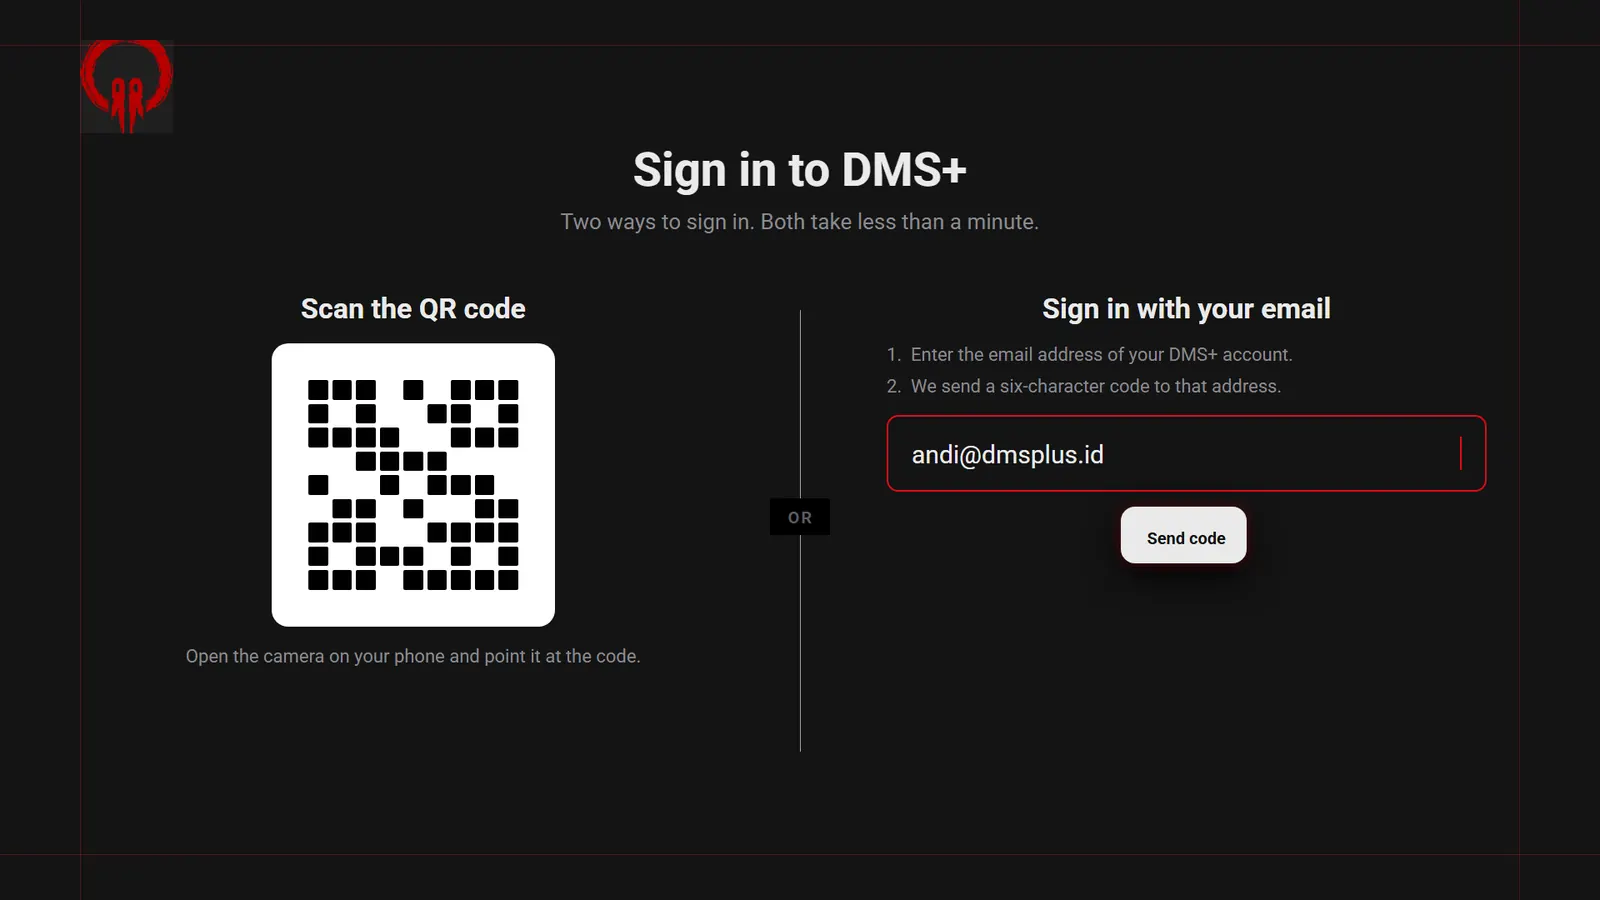 Sign in to DMS+
Two ways to sign in. Both take less than a minute.
Scan the QR code
Open the camera on your phone and point it at the code.
OR
Sign in with your email
1. Enter the email address of your DMS+ account.
2. We send a six-character code to that address.
andi@dmsplus.id
Send code